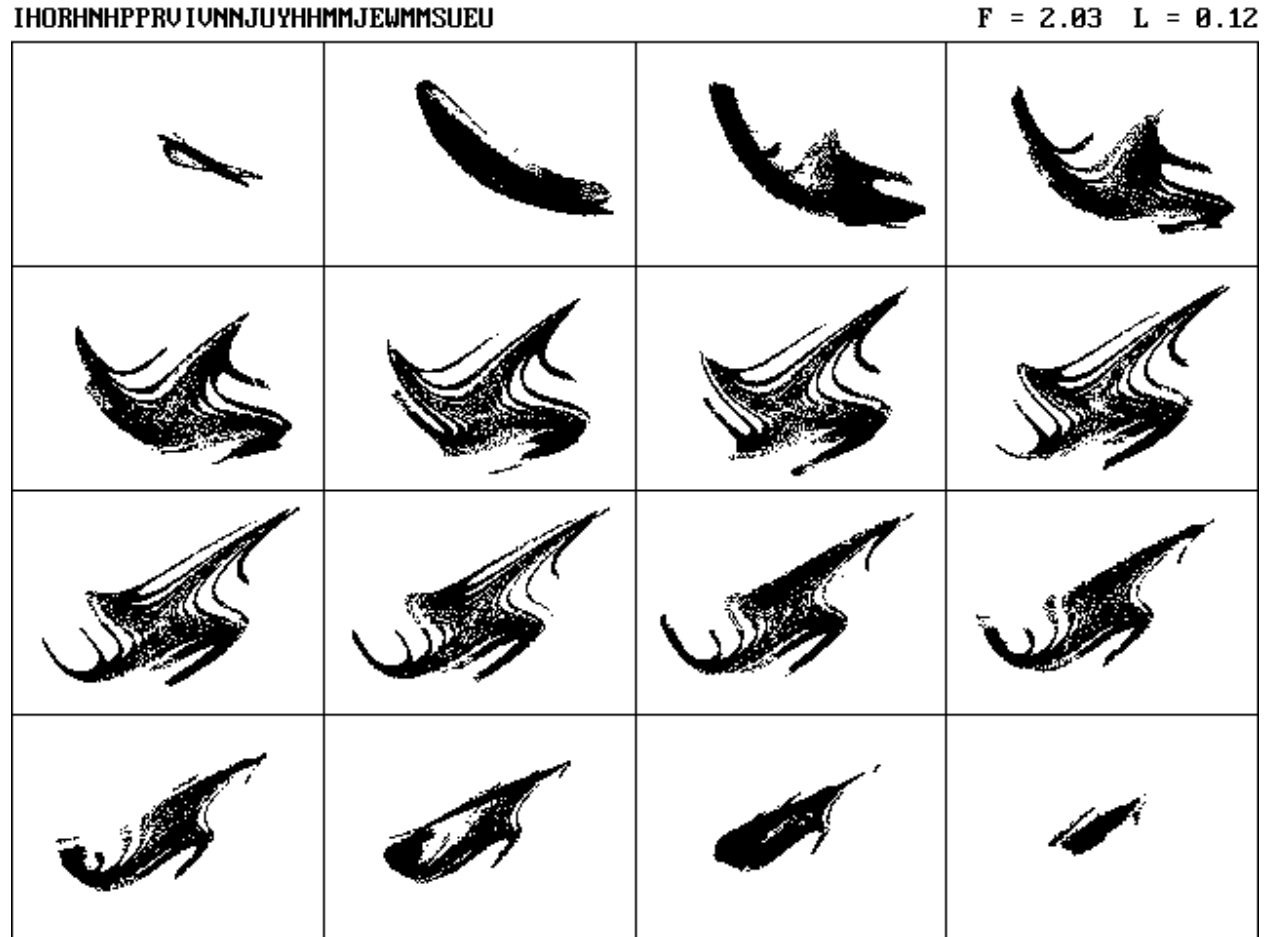 IHORHNHPPRVIVNNJUYHHMMJEWMMSUEU F = 2.03 L = 0.12